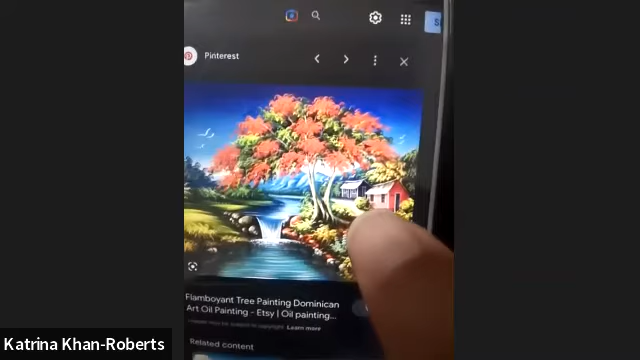 Pinterest
Flamboyant Tree Painting Dominican
Art Oil Painting - Etsy | Oil painting...
Learn more
Related content
Katrina Khan-Roberts